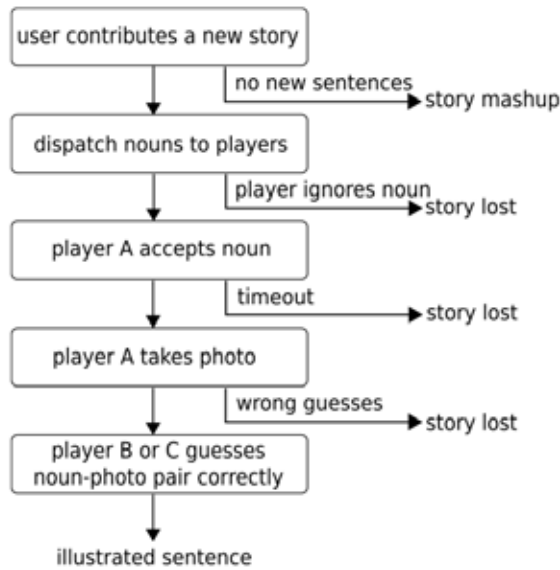 user contributes a new story
no new sentences
story mashup
dispatch nouns to players
player ignores noun
story lost
player A accepts noun
timeout
story lost
player A takes photo
wrong guesses
story lost
player B or C guesses
noun-photo pair correctly
illustrated sentence